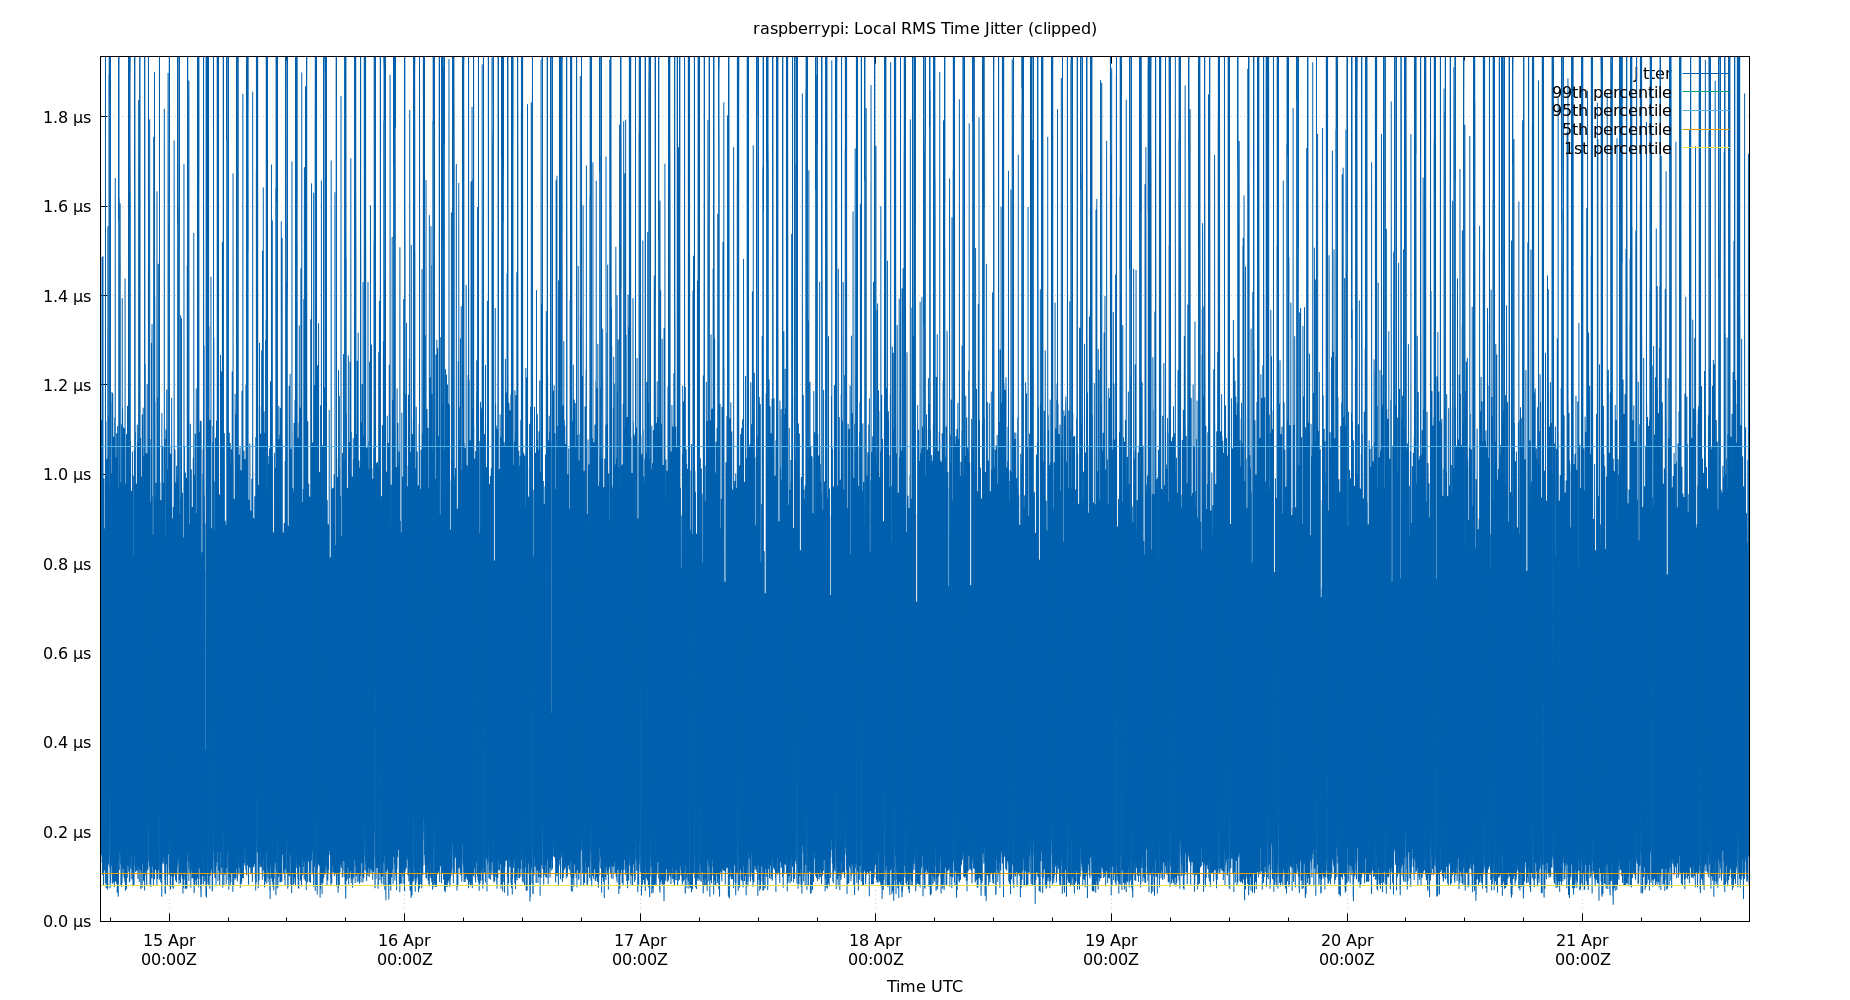 raspberrypi: Local RMS Time Jitter (clipped)
jitter
99th percentile
95th percentile
5th percentile
1st percentile
1.8 µs
1.6 µs
1.4 µs
1.2 µs
1.0 µs
0.8 µs
0.6 µs
0.4 µs
0.2 µs
0.0 µs
15 Apr 16 Apr 17 Apr 18 Apr 19 Apr 20 Apr 21 Apr
00:00Z 00:00Z 00:00Z 00:00Z 00:00Z 00:00Z 00:00Z
Time UTC